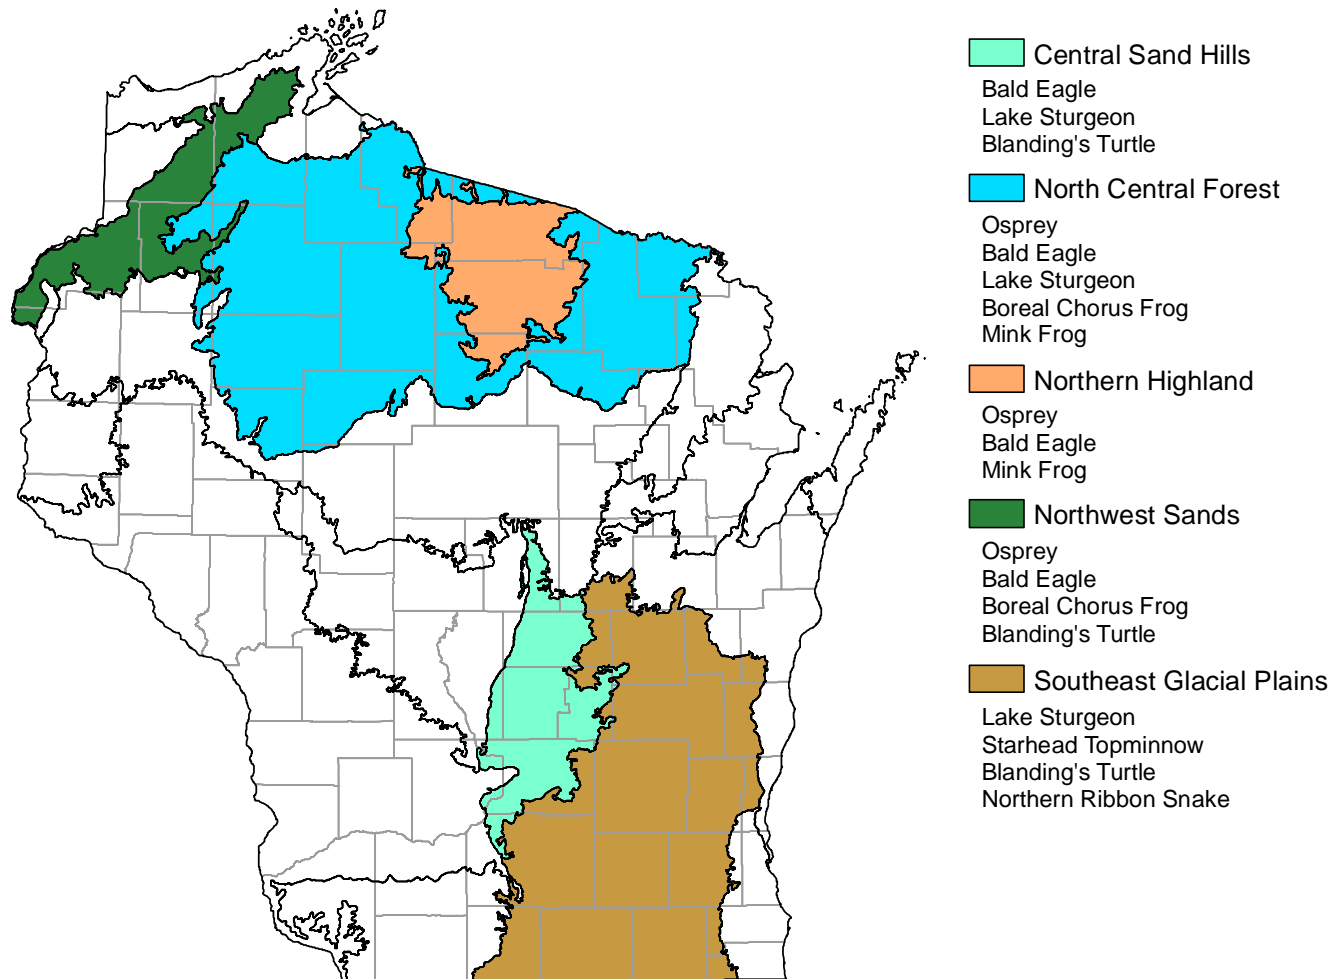 Central Sand Hills
Bald Eagle
Lake Sturgeon
Blanding's Turtle
North Central Forest
Osprey
Bald Eagle
Lake Sturgeon
Boreal Chorus Frog
Mink Frog
Northern Highland
Osprey
Bald Eagle
Mink Frog
Northwest Sands
Osprey
Bald Eagle
Boreal Chorus Frog
Blanding's Turtle
Southeast Glacial Plains
Lake Sturgeon
Starhead Topminnow
Blanding's Turtle
Northern Ribbon Snake